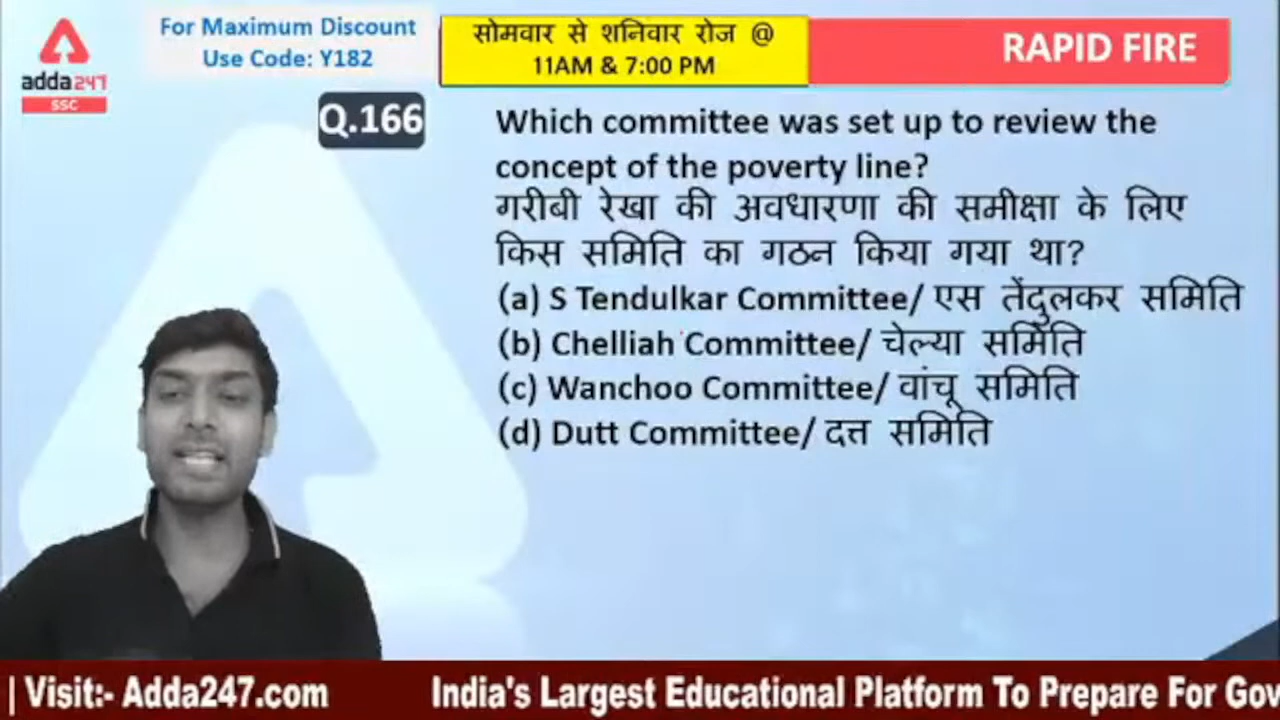 adda247
SSC
For Maximum Discount
Use Code: Y182
सोमवार से शनिवार रोज @
11AM & 7:00 PM
RAPID FIRE
Q.166
Which committee was set up to review the
concept of the poverty line?
गरीबी रेखा की अवधारणा की समीक्षा के लिए
किस समिति का गठन किया गया था?
(a) S Tendulkar Committee/ एस तेंदुलकर समिति
(b) Chelliah Committee/ चेल्या समिति
(c) Wanchoo Committee/ वांचू समिति
(d) Dutt Committee/ दत्त समिति
| Visit:- Adda247.com India's Largest Educational Platform To Prepare For Gov